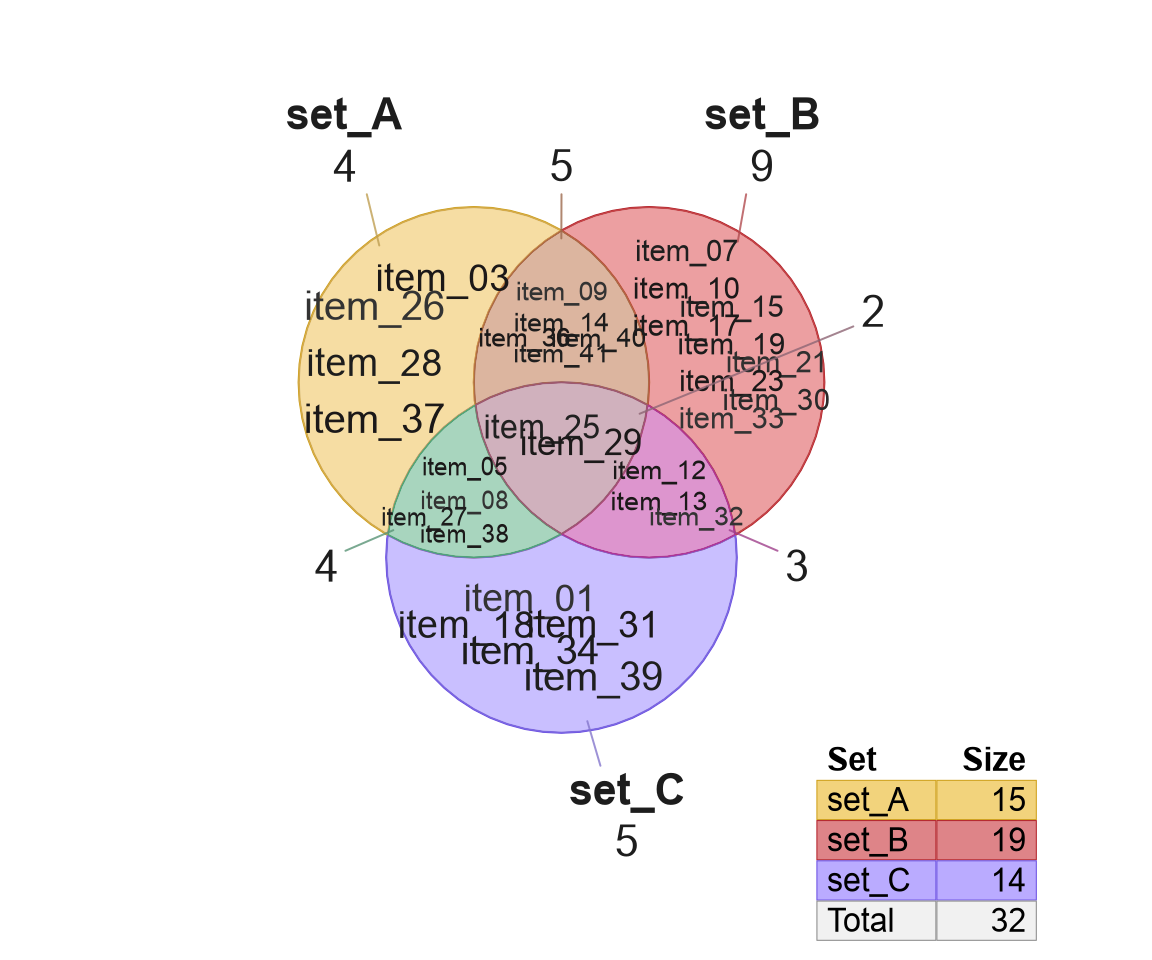 set_A
4
5
set_B
9
item_07
item_03
item_26
item_09
item_10
item_15
item_14
item_17
item_36
item_40
item_19
item_41
item_28
item_21
item_23
item_30
item_37
item_33
2
item_25
item_29
item_05
item_12
item_08
item_13
item_27
item_32
item_38
4
3
item_01
item_18
item_31
item_34
item_39
set_C
5
Set Size
set_A 15
set_B 19
set_C 14
Total 32